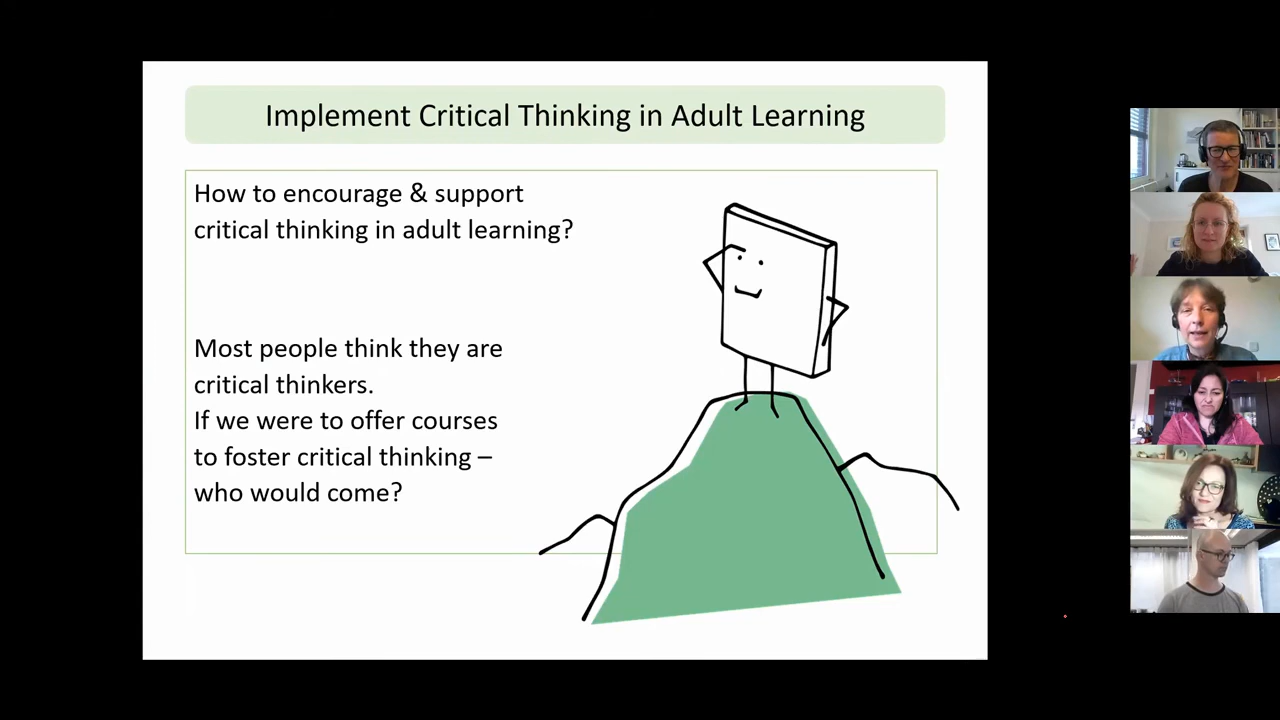 Implement Critical Thinking in Adult Learning
How to encourage & support
critical thinking in adult learning?
Most people think they are
critical thinkers.
If we were to offer courses
to foster critical thinking –
who would come?